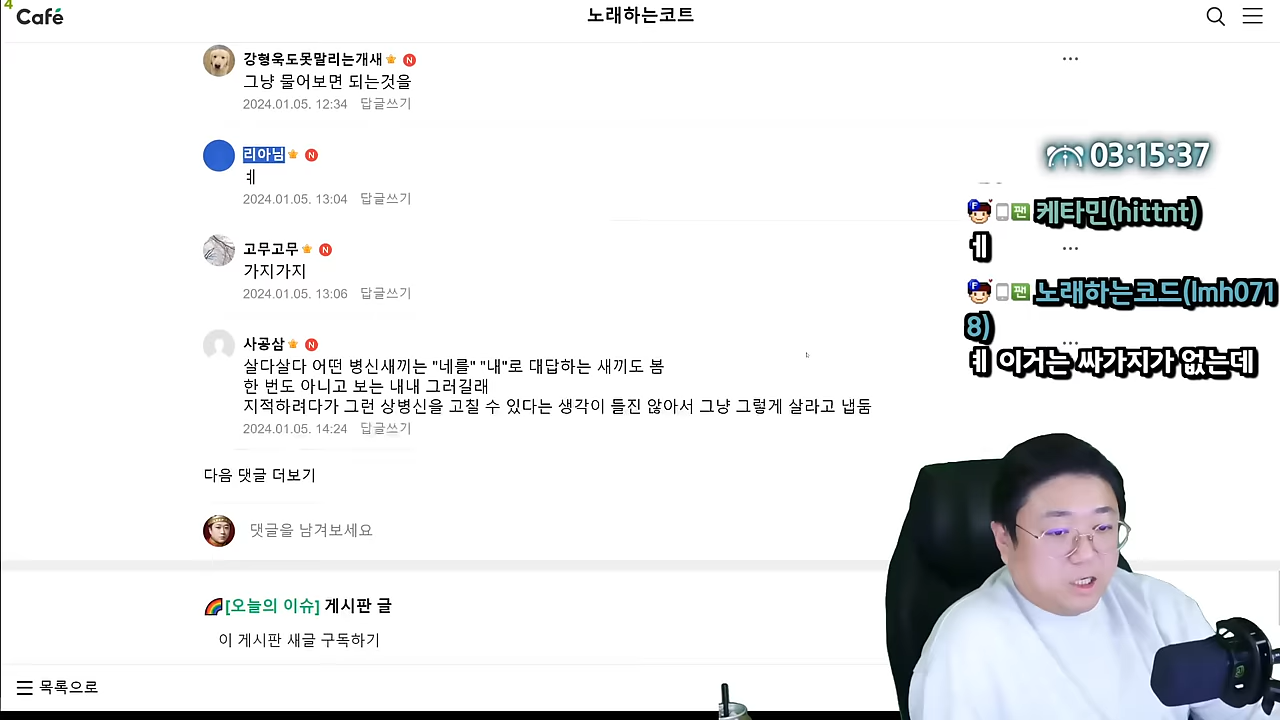 4
Café
노래하는코트
강형욱도못말리는개새 N
그냥 물어보면 되는것을
2024.01.05. 12:34 답글쓰기
리아님 N
ㅖ
2024.01.05. 13:04 답글쓰기
고무고무 N
가지가지
2024.01.05. 13:06 답글쓰기
사공삼 N
살다살다 어떤 병신새끼는 "네를" "내"로 대답하는 새끼도 봄
한 번도 아니고 보는 내내 그러길래
지적하려다가 그런 상병신을 고칠 수 있다는 생각이 들진 않아서 그냥 그렇게 살라고 냅둠
2024.01.05. 14:24 답글쓰기
다음 댓글 더보기
댓글을 남겨보세요
[오늘의 이슈] 게시판 글
이 게시판 새글 구독하기
목록으로
03:15:37
F 팬 케타민(hittnt)
ㅖ
F 팬 노래하는코드(lmh071
8)
ㅖ 이거는 싸가지가 없는데